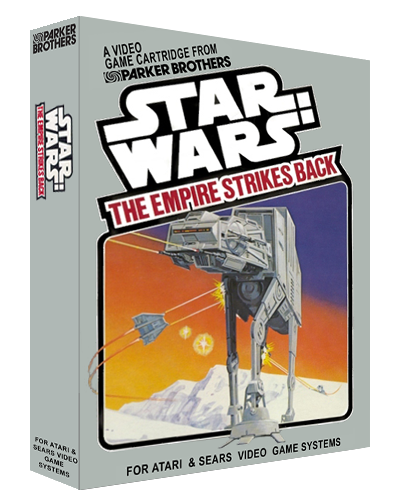 PARKER
BROTHERS
STAR
WARS:
THE EMPIRE STRIKES BACK
FOR ATARI &
SEARS VIDEO
GAME
SYSTEMS
A VIDEO
GAME CARTRIDGE FROM
PARKER BROTHERS
STAR
WARS:
THE EMPIRE STRIKES BACK
FOR ATARI & SEARS VIDEO GAME SYSTEMS